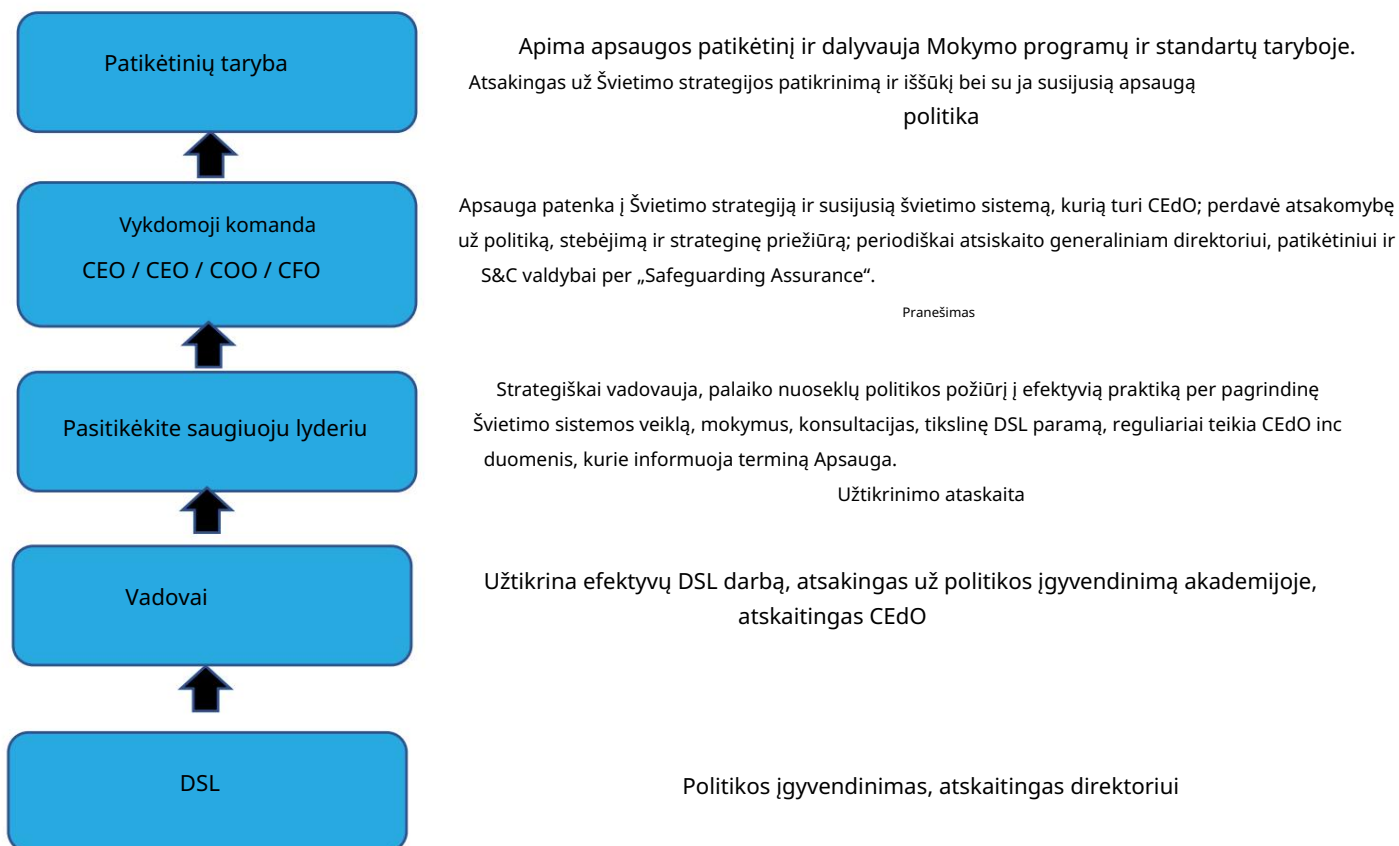 Patikėtinių taryba
Apima apsaugos patikėtinį ir dalyvauja Mokymo programų ir standartų taryboje.
Atsakingas už Švietimo strategijos patikrinimą ir iššūkį bei su ja susijusią apsaugą
politika
Vykdomoji komanda
CEO / CEO / COO / CFO
Apsauga patenka į Švietimo strategiją ir susijusią švietimo sistemą, kurią turi CEdO; perdavė atsakomybę
už politiką, stebėjimą ir strateginę priežiūrą; periodiškai atsiskaito generaliniam direktoriui, patikėtiniui ir
S&C valdybai per „Safeguarding Assurance“.
Pranešimas
Pasitikėkite saugiuoju lyderiu
Strategiškai vadovauja, palaiko nuoseklų politikos požiūrį į efektyvią praktiką per pagrindinę
Švietimo sistemos veiklą, mokymus, konsultacijas, tikslinę DSL paramą, reguliariai teikia CEdO inc
duomenis, kurie informuoja terminą Apsauga.
Užtikrinimo ataskaita
Vadovai
Užtikrina efektyvų DSL darbą, atsakingas už politikos įgyvendinimą akademijoje,
atskaitingas CEdO
DSL
Politikos įgyvendinimas, atskaitingas direktoriui